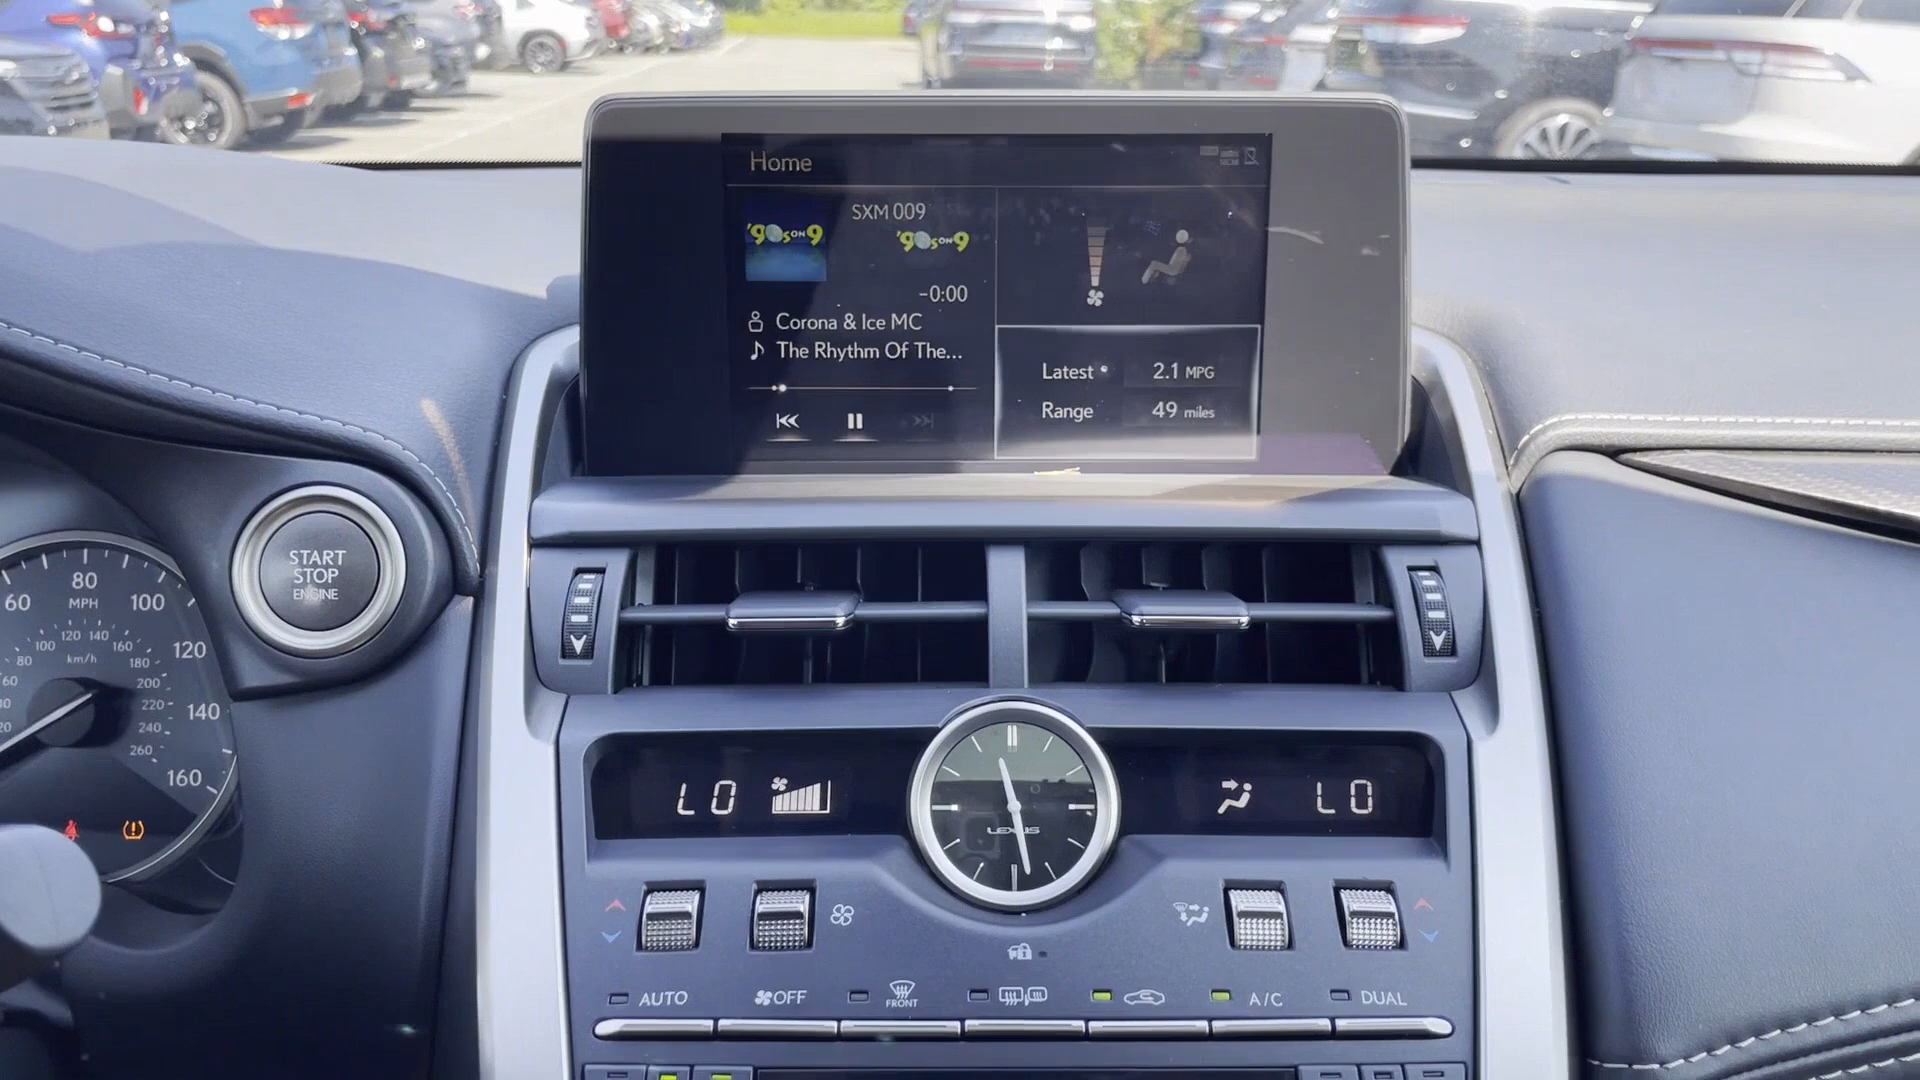 Home
SXM 009
'90s ON 9
'90s ON 9
-0:00
Corona & Ice MC
The Rhythm Of The...
Latest 2.1 MPG
Range 49 miles
START
STOP
ENGINE
60 80 100 120 140 160
MPH
80 100 120 140 160 180 200 220 240 260
km/h
LO
LEXUS
LO
AUTO
OFF
FRONT
A/C
DUAL